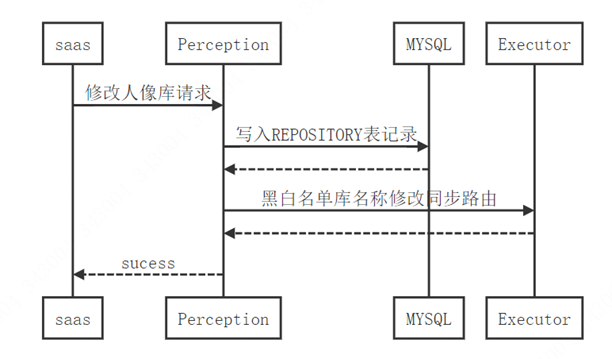 saas Perception MYSQL Executor
修改人像库请求
写入REPOSITORY表记录
黑白名单库名称修改同步路由
sucess
saas Perception MYSQL Executor